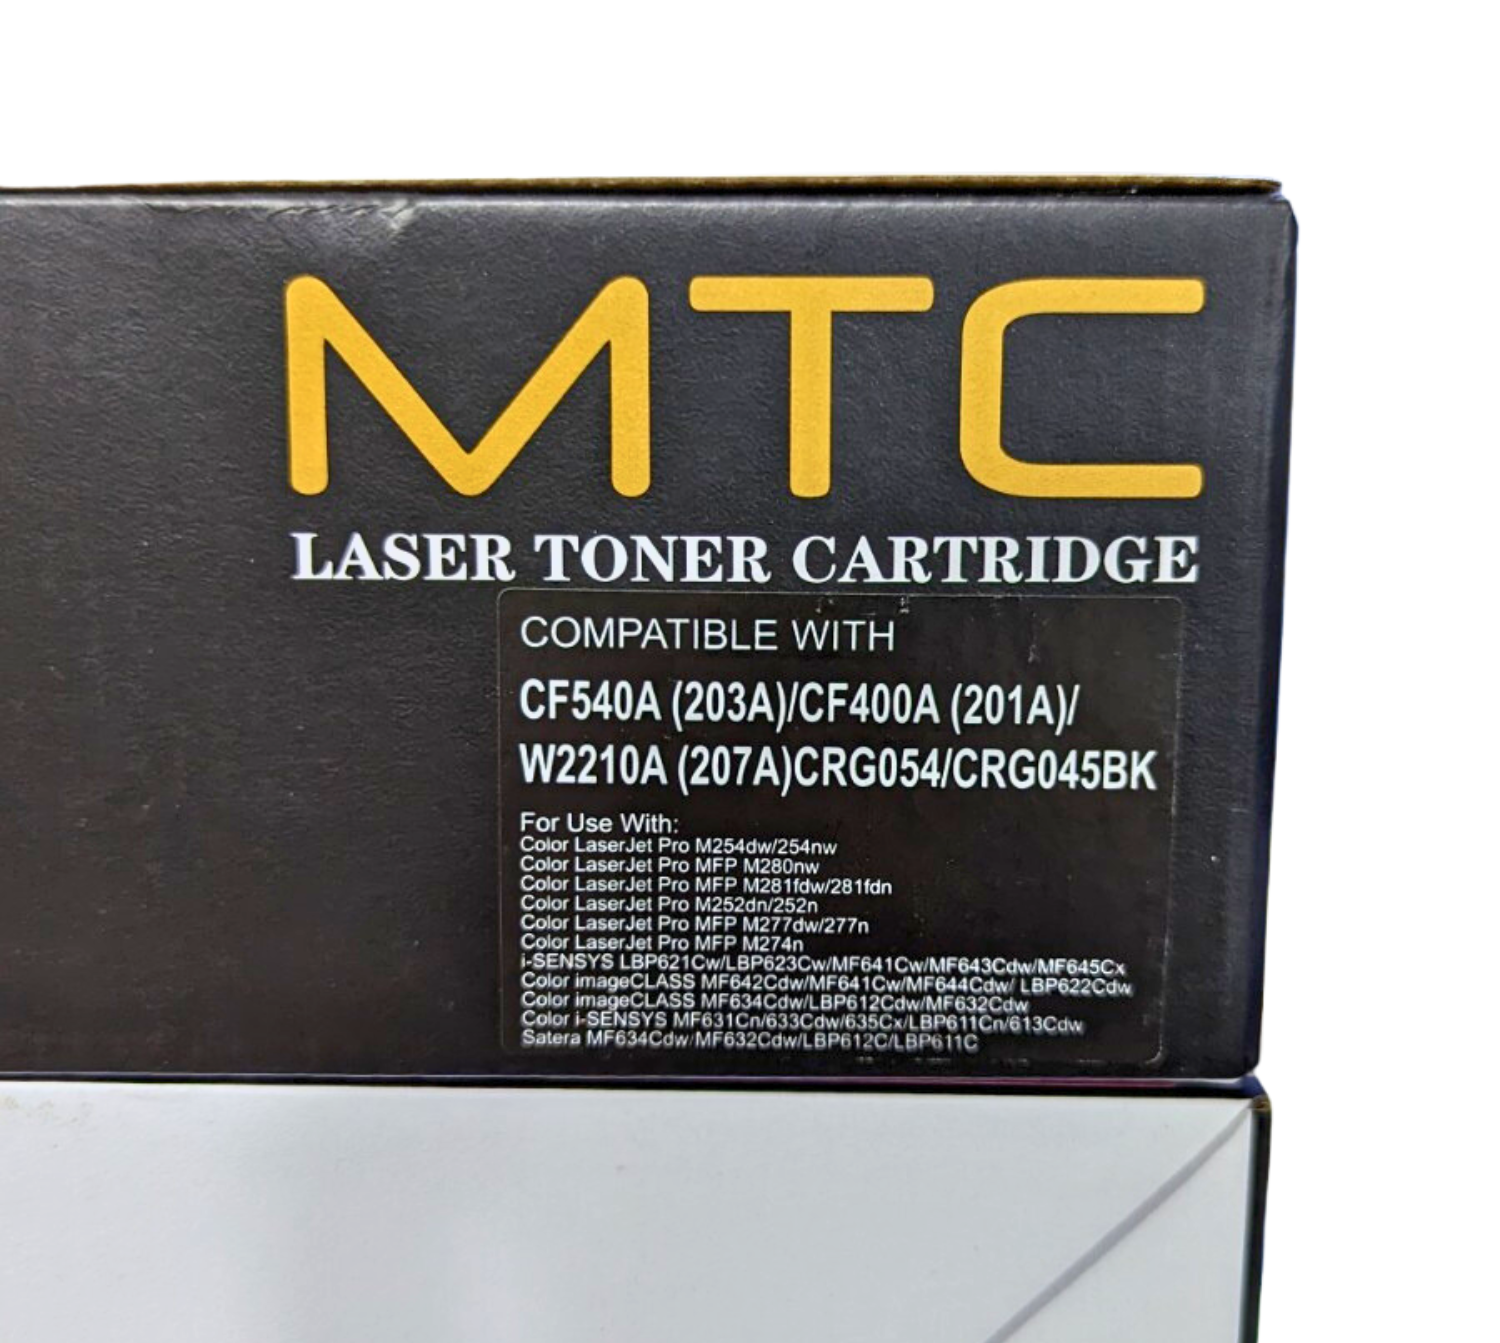 MTC
LASER TONER CARTRIDGE
COMPATIBLE WITH
CF540A (203A)/CF400A (201A)/
W2210A (207A)CRG054/CRG045BK
For Use With:
Color LaserJet Pro M254dw/254nw
Color LaserJet Pro MFP M280nw
Color LaserJet Pro MFP M281fdw/281fdn
Color LaserJet Pro M252dn/252n
Color LaserJet Pro MFP M277dw/277n
Color LaserJet Pro MFP M274n
i-SENSYS LBP621Cw/LBP623Cw/MF641Cw/MF643Cdw/MF645Cx
Color imageCLASS MF642Cdw/MF641Cw/MF644Cdw/ LBP622Cdw
Color imageCLASS MF634Cdw/LBP612Cdw/MF632Cdw
Color i-SENSYS MF631Cn/633Cdw/635Cx/LBP611Cn/613Cdw
Satera MF634Cdw/MF632Cdw/LBP612C/LBP611C